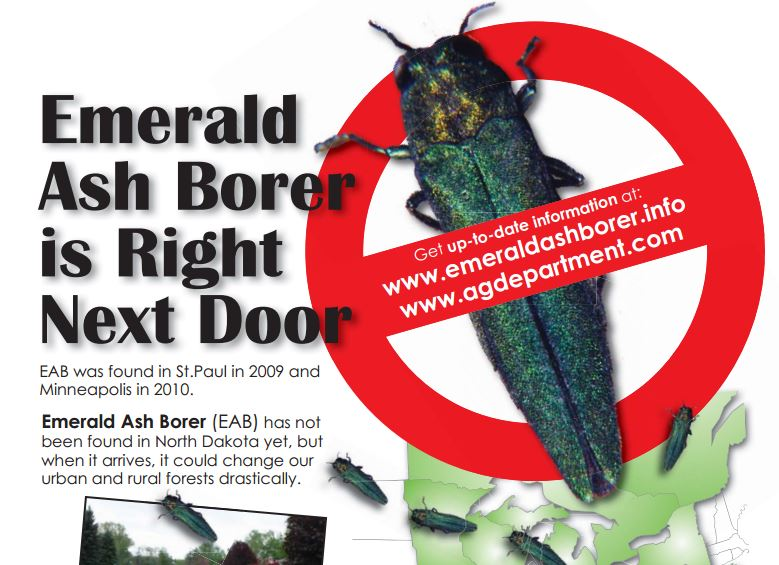 Emerald
Ash Borer
is Right
Next Door
EAB was found in St.Paul in 2009 and
Minneapolis in 2010.
Emerald Ash Borer (EAB) has not
been found in North Dakota yet, but
when it arrives, it could change our
urban and rural forests drastically.
Get up-to-date information at:
www.emeraldashborer.info
www.agdepartment.com